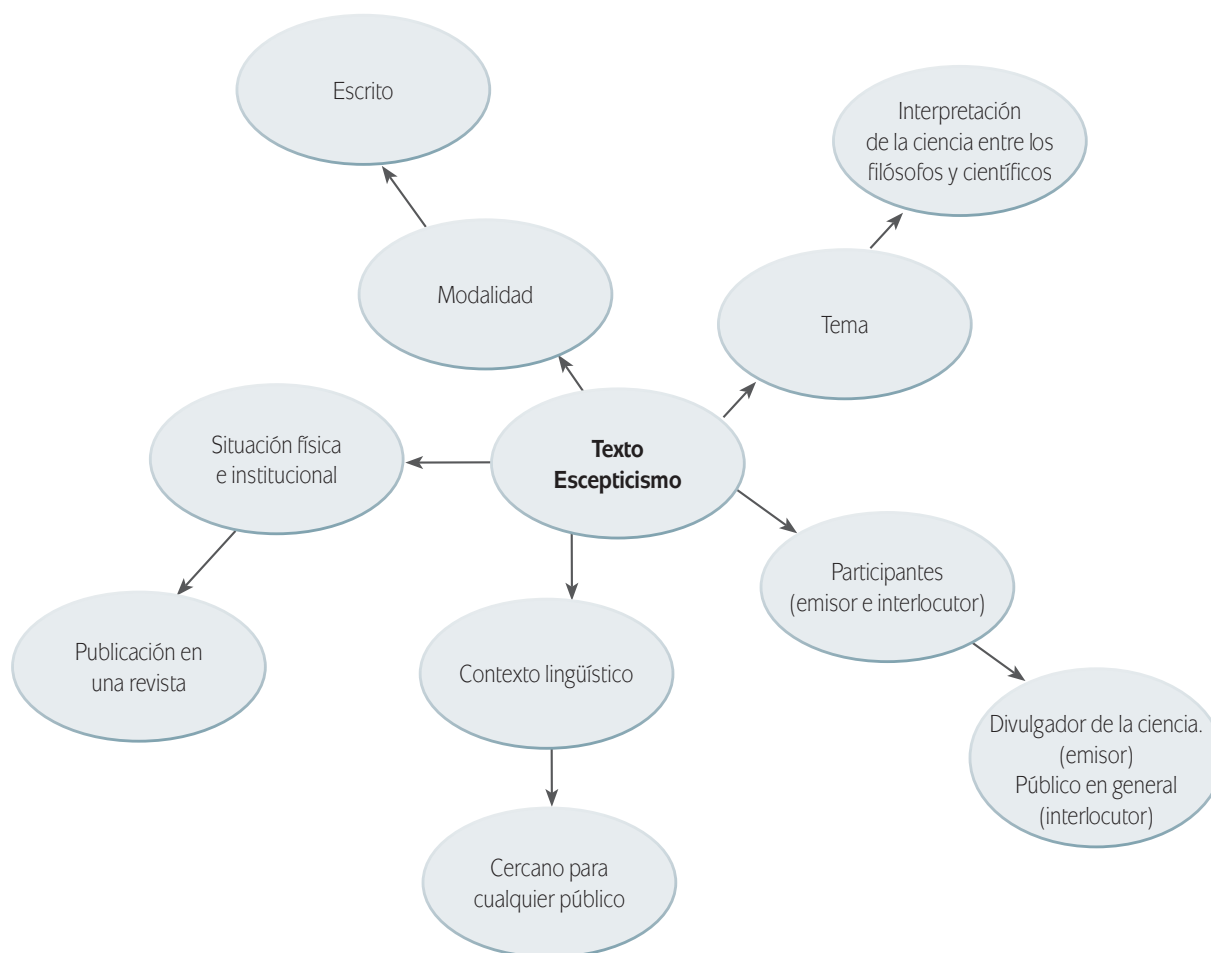 Escrito
Interpretación
de la ciencia entre los
filósofos y científicos
Modalidad
Tema
Situación física
e institucional
Texto
Escepticismo
Participantes
(emisor e interlocutor)
Publicación en
una revista
Contexto lingüístico
Divulgador de la ciencia.
(emisor)
Público en general
(interlocutor)
Cercano para
cualquier público